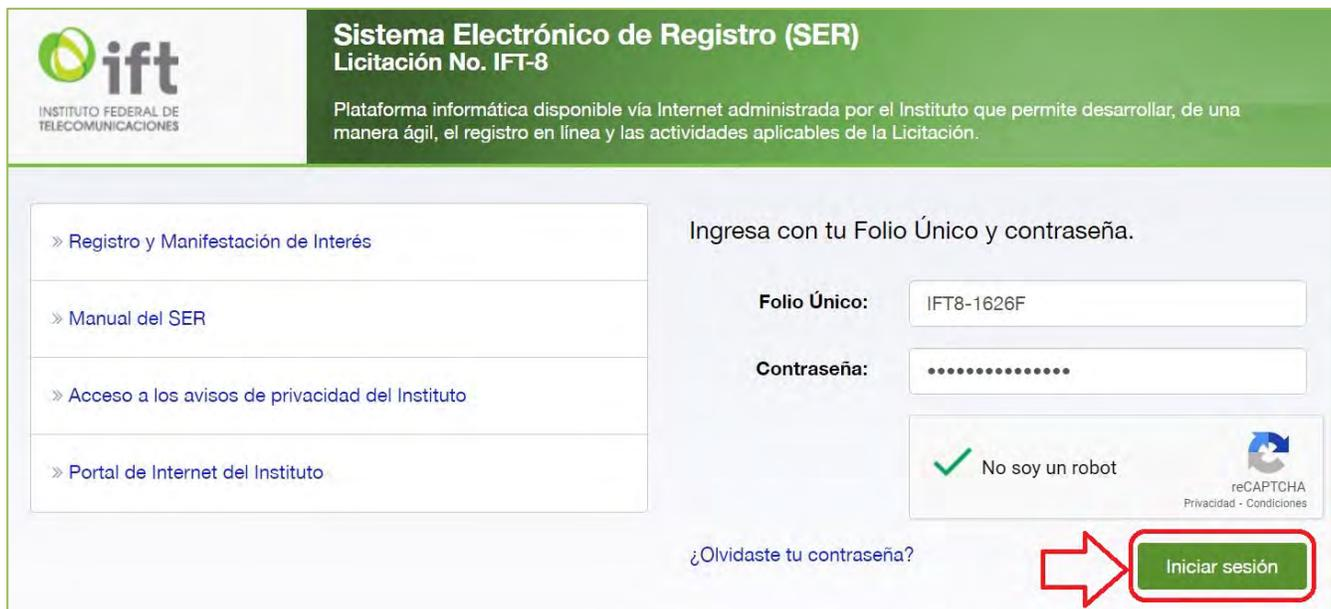 ift
INSTITUTO FEDERAL DE
TELECOMUNICACIONES
Sistema Electrónico de Registro (SER)
Licitación No. IFT-8
Plataforma informática disponible vía Internet administrada por el Instituto que permite desarrollar, de una
manera ágil, el registro en línea y las actividades aplicables de la Licitación.
» Registro y Manifestación de Interés
» Manual del SER
» Acceso a los avisos de privacidad del Instituto
» Portal de Internet del Instituto
Ingresa con tu Folio Único y contraseña.
Folio Único: IFT8-1626F
Contraseña: •••••••••••••••
No soy un robot
reCAPTCHA
Privacidad - Condiciones
¿Olvidaste tu contraseña?
Iniciar sesión